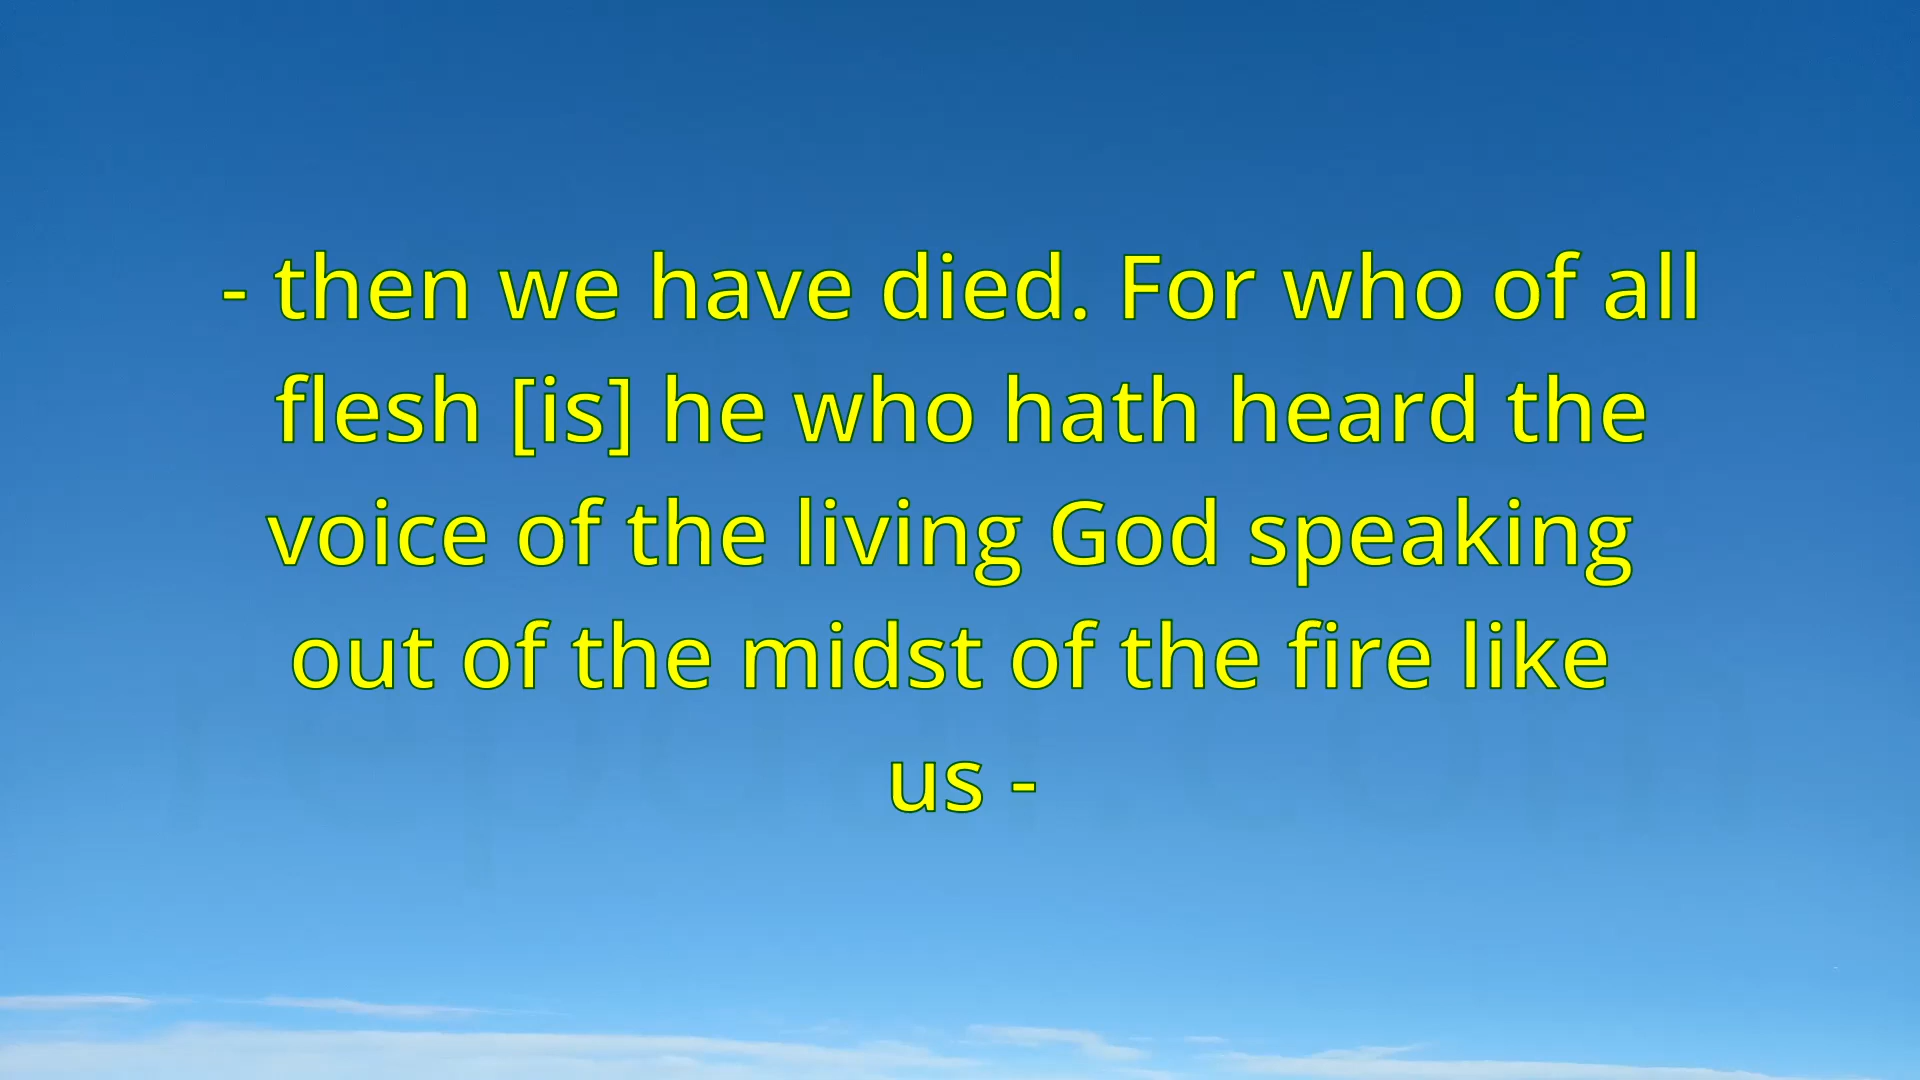 - then we have died. For who of all
flesh [is] he who hath heard the
voice of the living God speaking
out of the midst of the fire like
us -